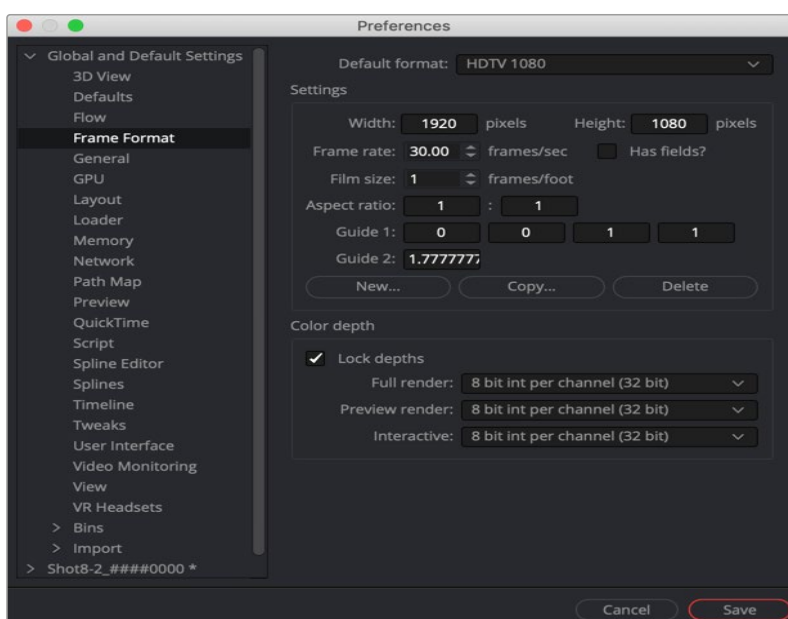 Preferences
Global and Default Settings
3D View
Defaults
Flow
Frame Format
General
GPU
Layout
Loader
Memory
Network
Path Map
Preview
QuickTime
Script
Spline Editor
Splines
Timeline
Tweaks
User Interface
Video Monitoring
View
VR Headsets
> Bins
> Import
> Shot8-2_####0000 *
Default format: HDTV 1080
Settings
Width: 1920 pixels Height: 1080 pixels
Frame rate: 30.00 frames/sec Has fields?
Film size: 1 frames/foot
Aspect ratio: 1 : 1
Guide 1: 0 0 1 1
Guide 2: 1.7777777
New... Copy... Delete
Color depth
Lock depths
Full render: 8 bit int per channel (32 bit)
Preview render: 8 bit int per channel (32 bit)
Interactive: 8 bit int per channel (32 bit)
Cancel Save